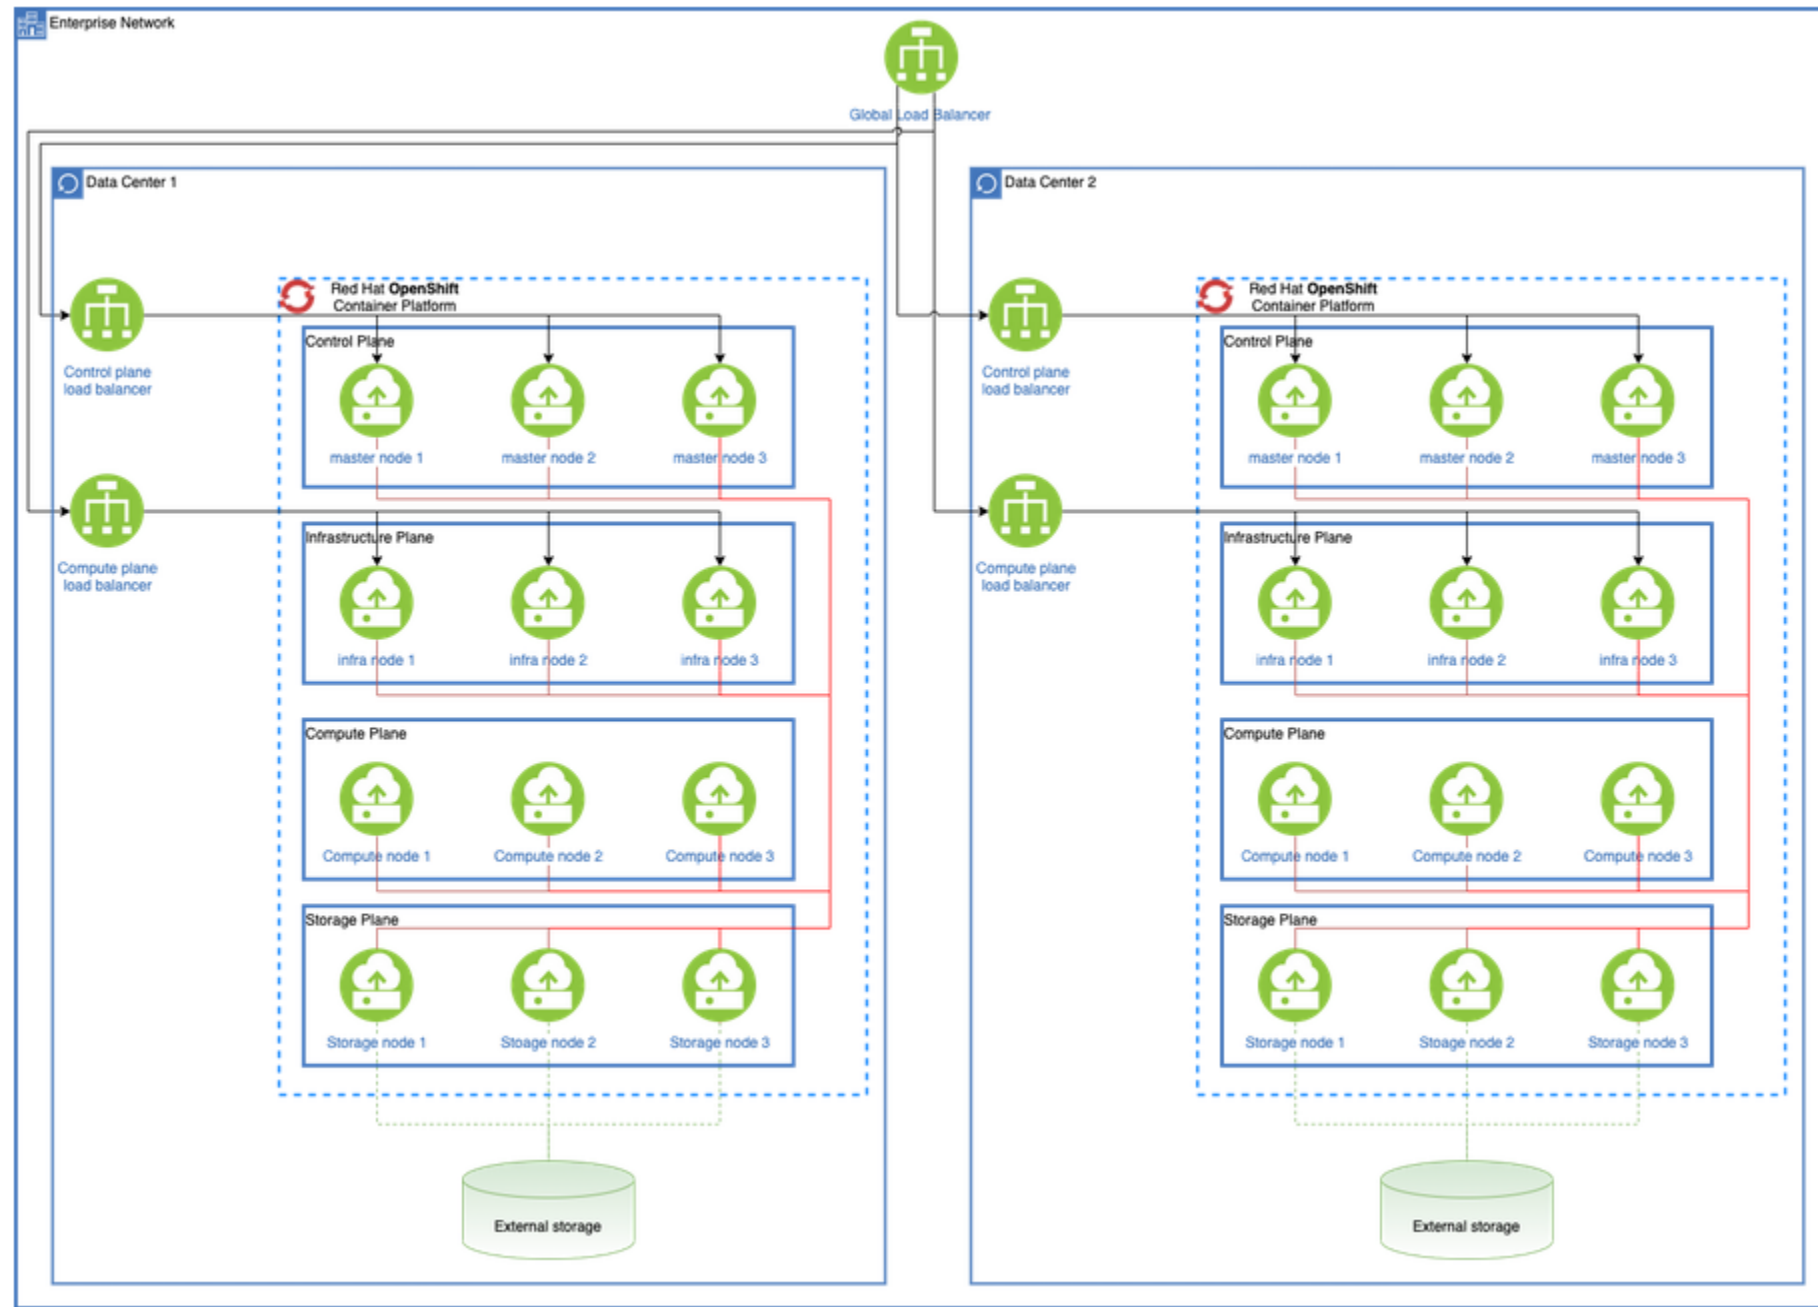 Enterprise Network
Global Load Balancer
Data Center 1
Red Hat OpenShift
Container Platform
Control plane
load balancer
Control Plane
master node 1
master node 2
master node 3
Compute plane
load balancer
Infrastructure Plane
infra node 1
infra node 2
infra node 3
Compute Plane
Compute node 1
Compute node 2
Compute node 3
Storage Plane
Storage node 1
Stoage node 2
Storage node 3
External storage
Data Center 2
Red Hat OpenShift
Container Platform
Control plane
load balancer
Control Plane
master node 1
master node 2
master node 3
Compute plane
load balancer
Infrastructure Plane
infra node 1
infra node 2
infra node 3
Compute Plane
Compute node 1
Compute node 2
Compute node 3
Storage Plane
Storage node 1
Stoage node 2
Storage node 3
External storage